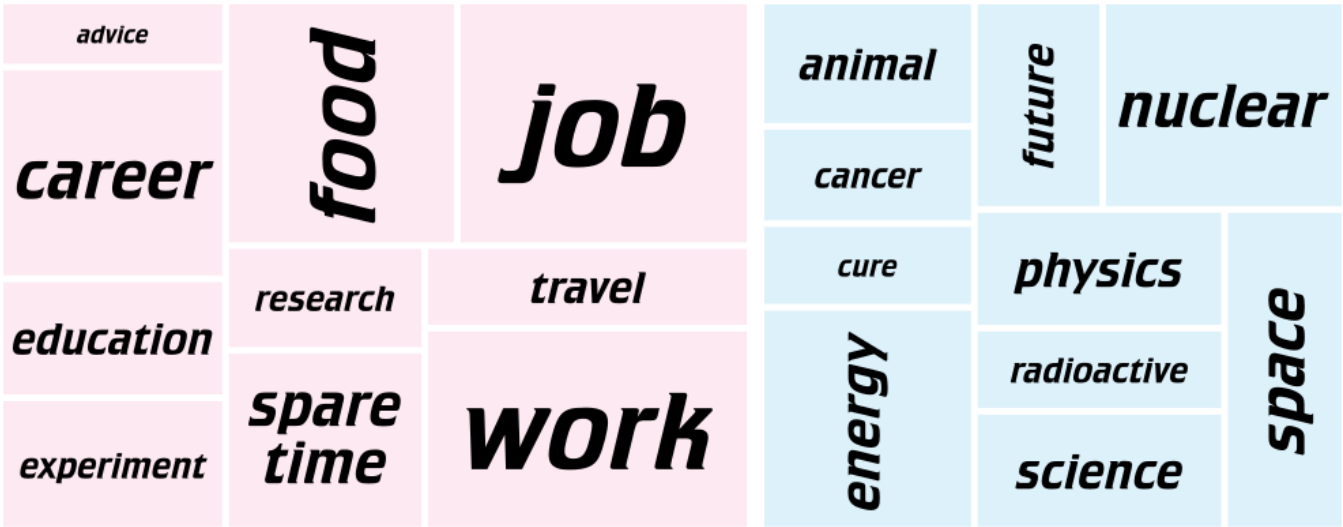 advice
career
education
experiment
food
job
research
travel
spare
time
work
animal
cancer
cure
energy
future
nuclear
physics
radioactive
science
space